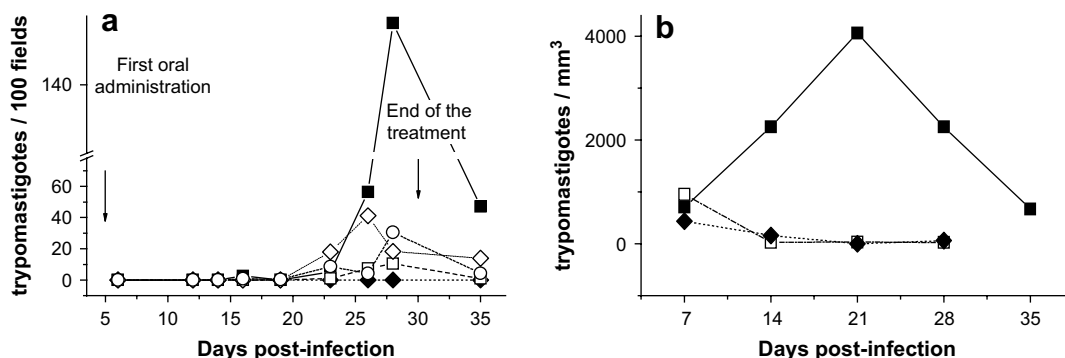 a
trypomastigotes / 100 fields
140
60
40
20
0
First oral
administration
End of the
treatment
5
10
15
20
25
30
35
Days post-infection
b
trypomastigotes / mm³
4000
2000
0
7
14
21
28
35
Days post-infection